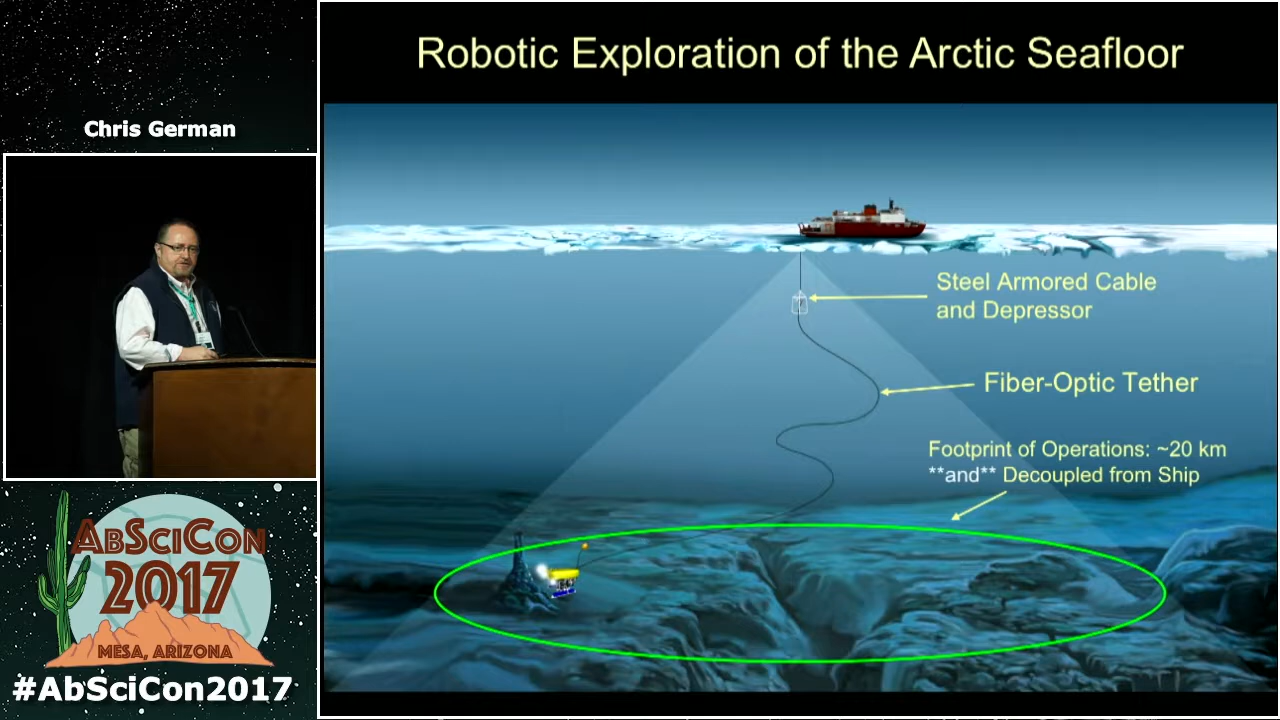 Chris German
ABSCICON
2017
MESA, ARIZONA
#AbSciCon2017
Robotic Exploration of the Arctic Seafloor
Steel Armored Cable
and Depressor
Fiber-Optic Tether
Footprint of Operations: ~20 km
**and** Decoupled from Ship